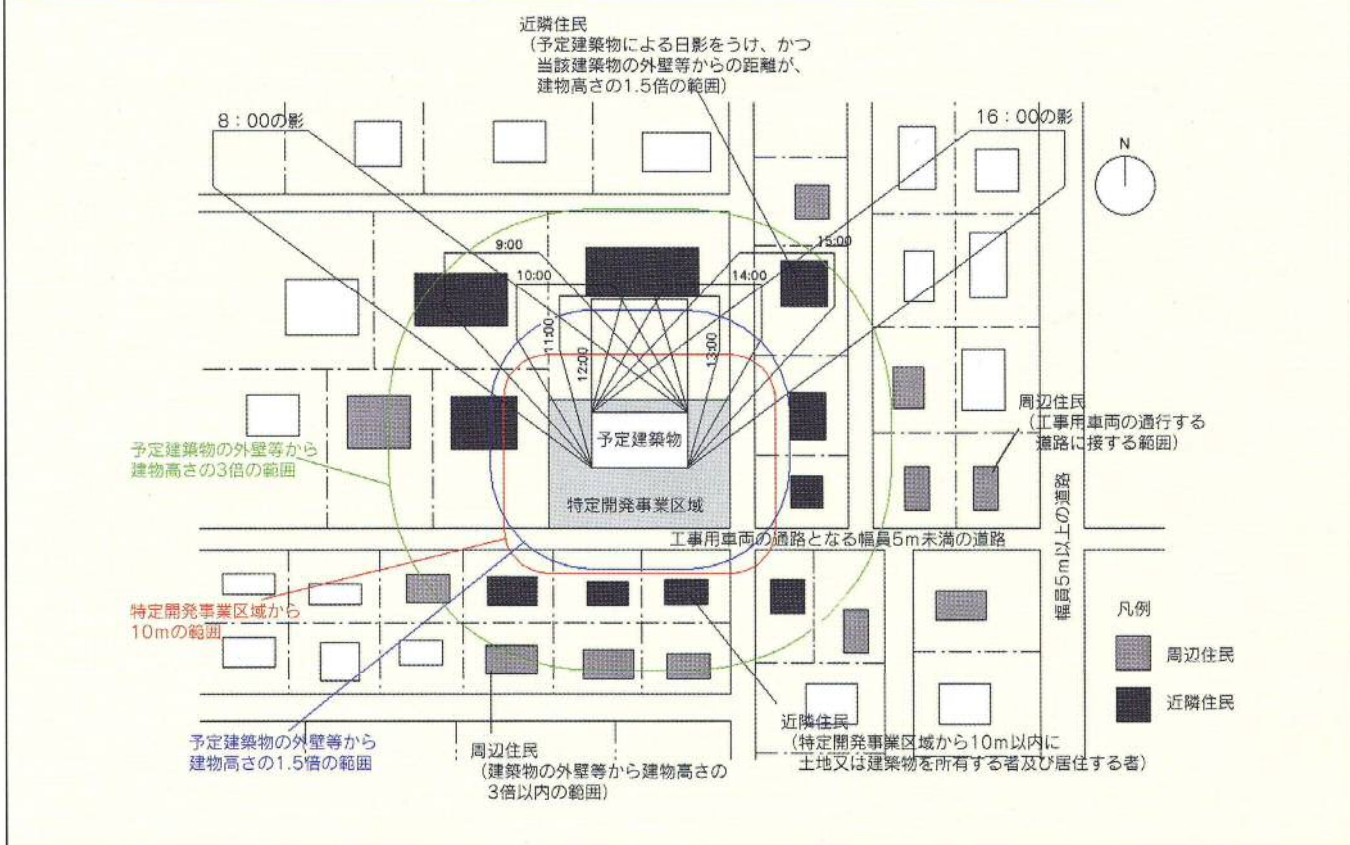 近隣住民
（予定建築物による日影をうけ、かつ
当該建築物の外壁等からの距離が、
建物高さの1.5倍の範囲）
8：00の影
16：00の影
N
9:00
15:00
10:00
14:00
11:00
12:00
13:00
周辺住民
（工事用車両の通行する
道路に接する範囲）
予定建築物の外壁等から
建物高さの3倍の範囲
予定建築物
特定開発事業区域
工事用車両の通路となる幅員5m未満の道路
幅員5m以上の道路
特定開発事業区域から
10mの範囲
凡例
周辺住民
近隣住民
予定建築物の外壁等から
建物高さの1.5倍の範囲
周辺住民
（建築物の外壁等から建物高さの
3倍以内の範囲）
近隣住民
（特定開発事業区域から10m以内に
土地又は建築物を所有する者及び居住する者）